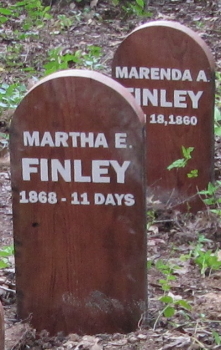 MARTHA E.
FINLEY
1868 - 11 DAYS
MARENDA A.
FINLEY
18,1860